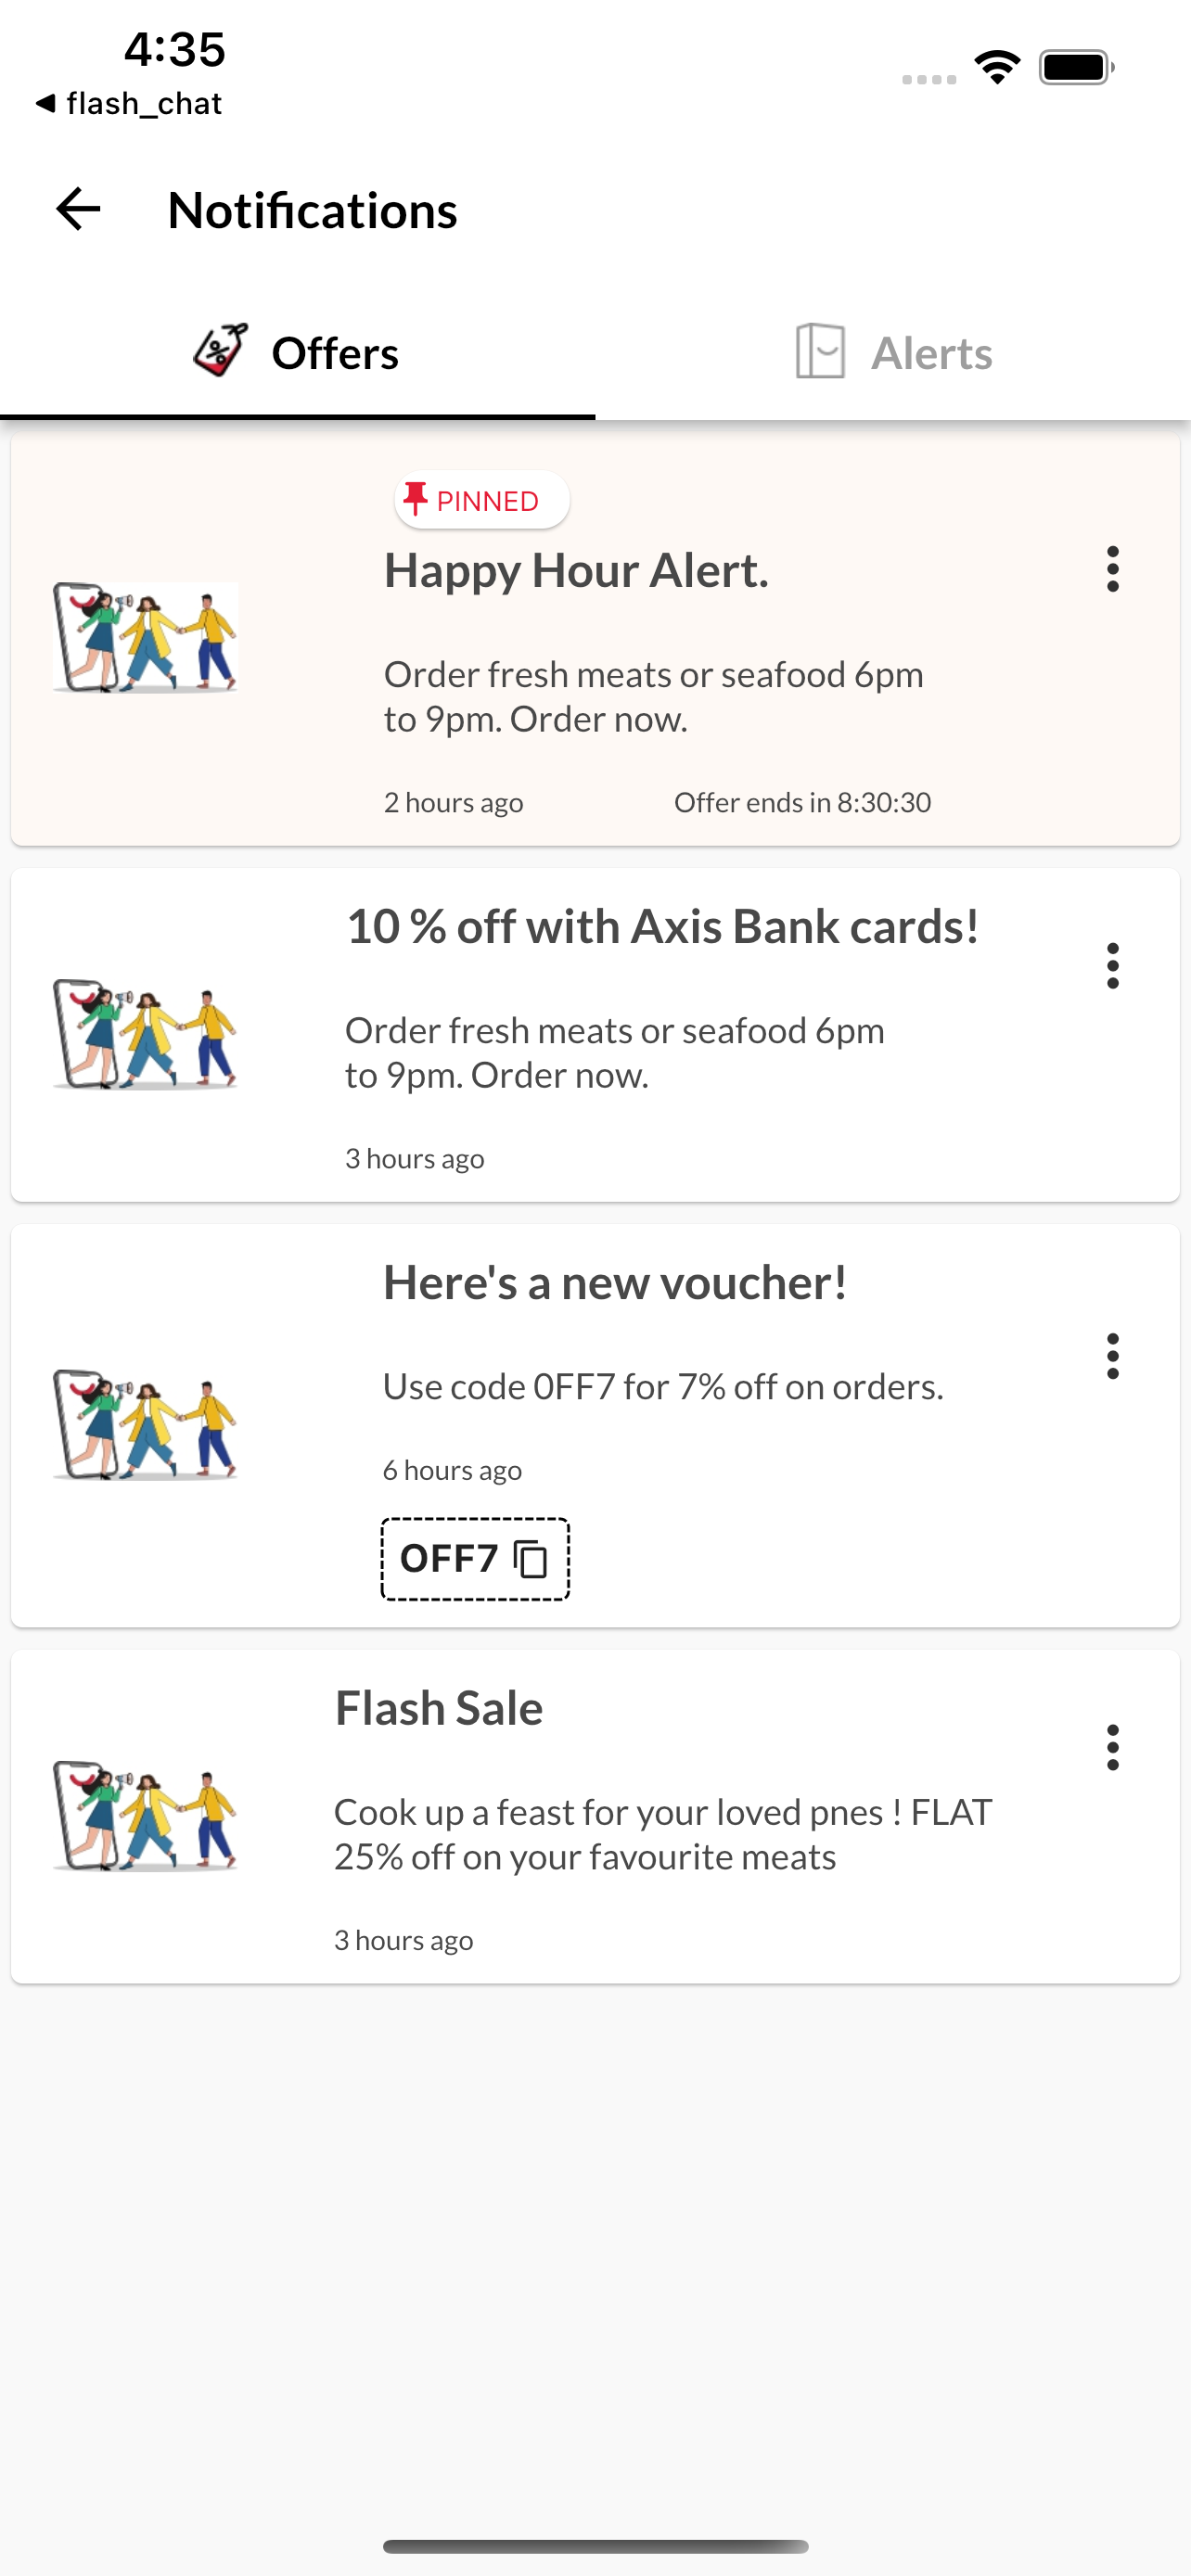 4:35
flash_chat
Notifications
Offers
Alerts
PINNED
Happy Hour Alert.
Order fresh meats or seafood 6pm
to 9pm. Order now.
2 hours ago
Offer ends in 8:30:30
10 % off with Axis Bank cards!
Order fresh meats or seafood 6pm
to 9pm. Order now.
3 hours ago
Here's a new voucher!
Use code 0FF7 for 7% off on orders.
6 hours ago
OFF7
Flash Sale
Cook up a feast for your loved pnes ! FLAT
25% off on your favourite meats
3 hours ago